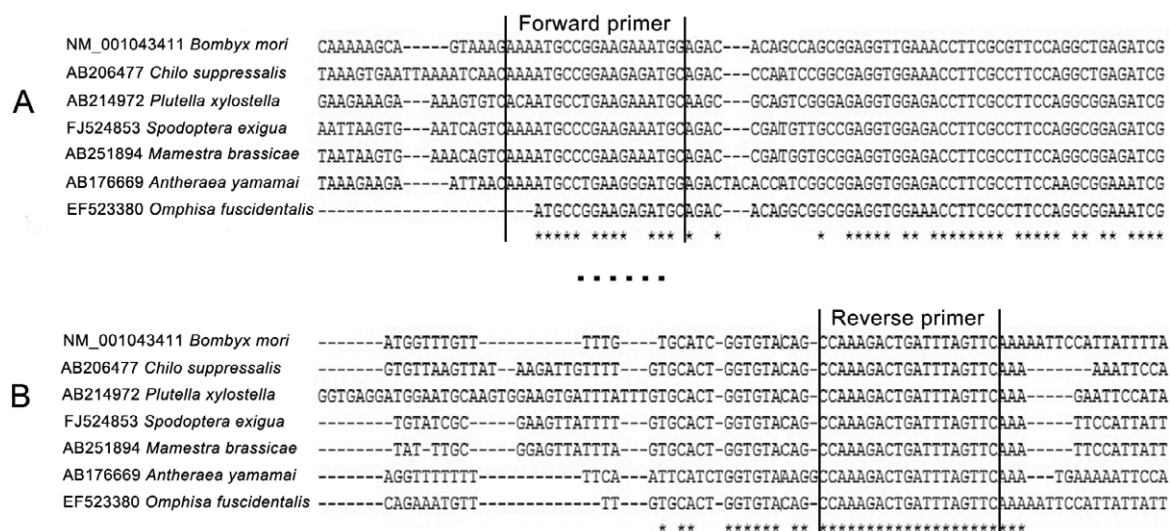 Forward primer
NM_001043411 Bombyx mori CAAAAAGCA-----GTAAAGAAAATGCCGGAAGAAATGGAGAC---ACAGCCAGCGGAGGTTGAAACCTTCGCGTTCCAGGCTGAGATCG
AB206477 Chilo suppressalis TAAAGTGAATTAAAATCAACAAAATGCCGGAAGAGATGCAGAC---CCAATCCGGCGAGGTGGAAACCTTCGCCTTCCAGGCTGAGATCG
A
AB214972 Plutella xylostella GAAGAAAGA---AAAGTGTCACAATGCCTGAAGAAATGCAAGC---GCAGTCGGGAGAGGTGGAGACCTTCGCCTTCCAGGCGGAGATCG
FJ524853 Spodoptera exigua AATTAAGTG---AATCAGTCAAAATGCCCGAAGAAATGCAGAC---CGATGTTGCCGAGGTGGAGACCTTCGCCTTCCAGGCGGAGATCG
AB251894 Mamestra brassicae TAATAAGTG---AAACAGTCAAAATGCCCGAAGAAATGCAGAC---CGATGGTGCGGAGGTGGAGACCTTCGCCTTCCAGGCGGAGATCG
AB176669 Antheraea yamamai TAAAGAAGA-----ATTAACAAAATGCCTGAAGGGATGGAGACTACACCATCGGCGGAGGTGGAGACCTTCGCCTTCCAAGCGGAAATCG
EF523380 Omphisa fuscidentalis -----------------------ATGCCGGAAGAGATGCAGAC---ACAGGCGGCGGAGGTGGAAACCTTCGCCTTCCAGGCGGAAATCG
***** **** *** * * * ***** ** ******** ***** ** ** ****
......
Reverse primer
NM_001043411 Bombyx mori -------ATGGTTTGTT-----------TTTG----TGCATC-GGTGTACAG-CCAAAGACTGATTTAGTTCAAAAATTCCATTATTTTA
AB206477 Chilo suppressalis -------GTGTTAAGTTAT--AAGATTGTTTT----GTGCACT-GGTGTACAG-CCAAAGACTGATTTAGTTCAAA-------AAATTCCA
B
AB214972 Plutella xylostella GGTGAGGATGGAATGCAAGTGGAAGTGATTTATTTGTGCACT-GGTGTACAG-CCAAAGACTGATTTAGTTCAAA------GAATTCCATA
FJ524853 Spodoptera exigua --------TGTATCGC----GAAGTTATTTT----GTGCACT-GGTGTACAG-CCAAAGACTGATTTAGTTCAAA-----TTCCATTATT
AB251894 Mamestra brassicae --------TAT-TTGC----GGAGTTATTTA----GTGCACT-GGTGTACAG-CCAAAGACTGATTTAGTTCAAA-----TTCCATTATT
AB176669 Antheraea yamamai -------AGGTTTTTTT----------TTCA---ATTCATCTGGTGTAAAGGCCAAAGACTGATTTAGTTCAAA---TGAAAAATTCCA
EF523380 Omphisa fuscidentalis -------CAGAAATGTT------------TT----GTGCACT-GGTGTACAG-CCAAAGACTGATTTAGTTCAAAAATTCCATTATTATT
* ** ****** ** **********************